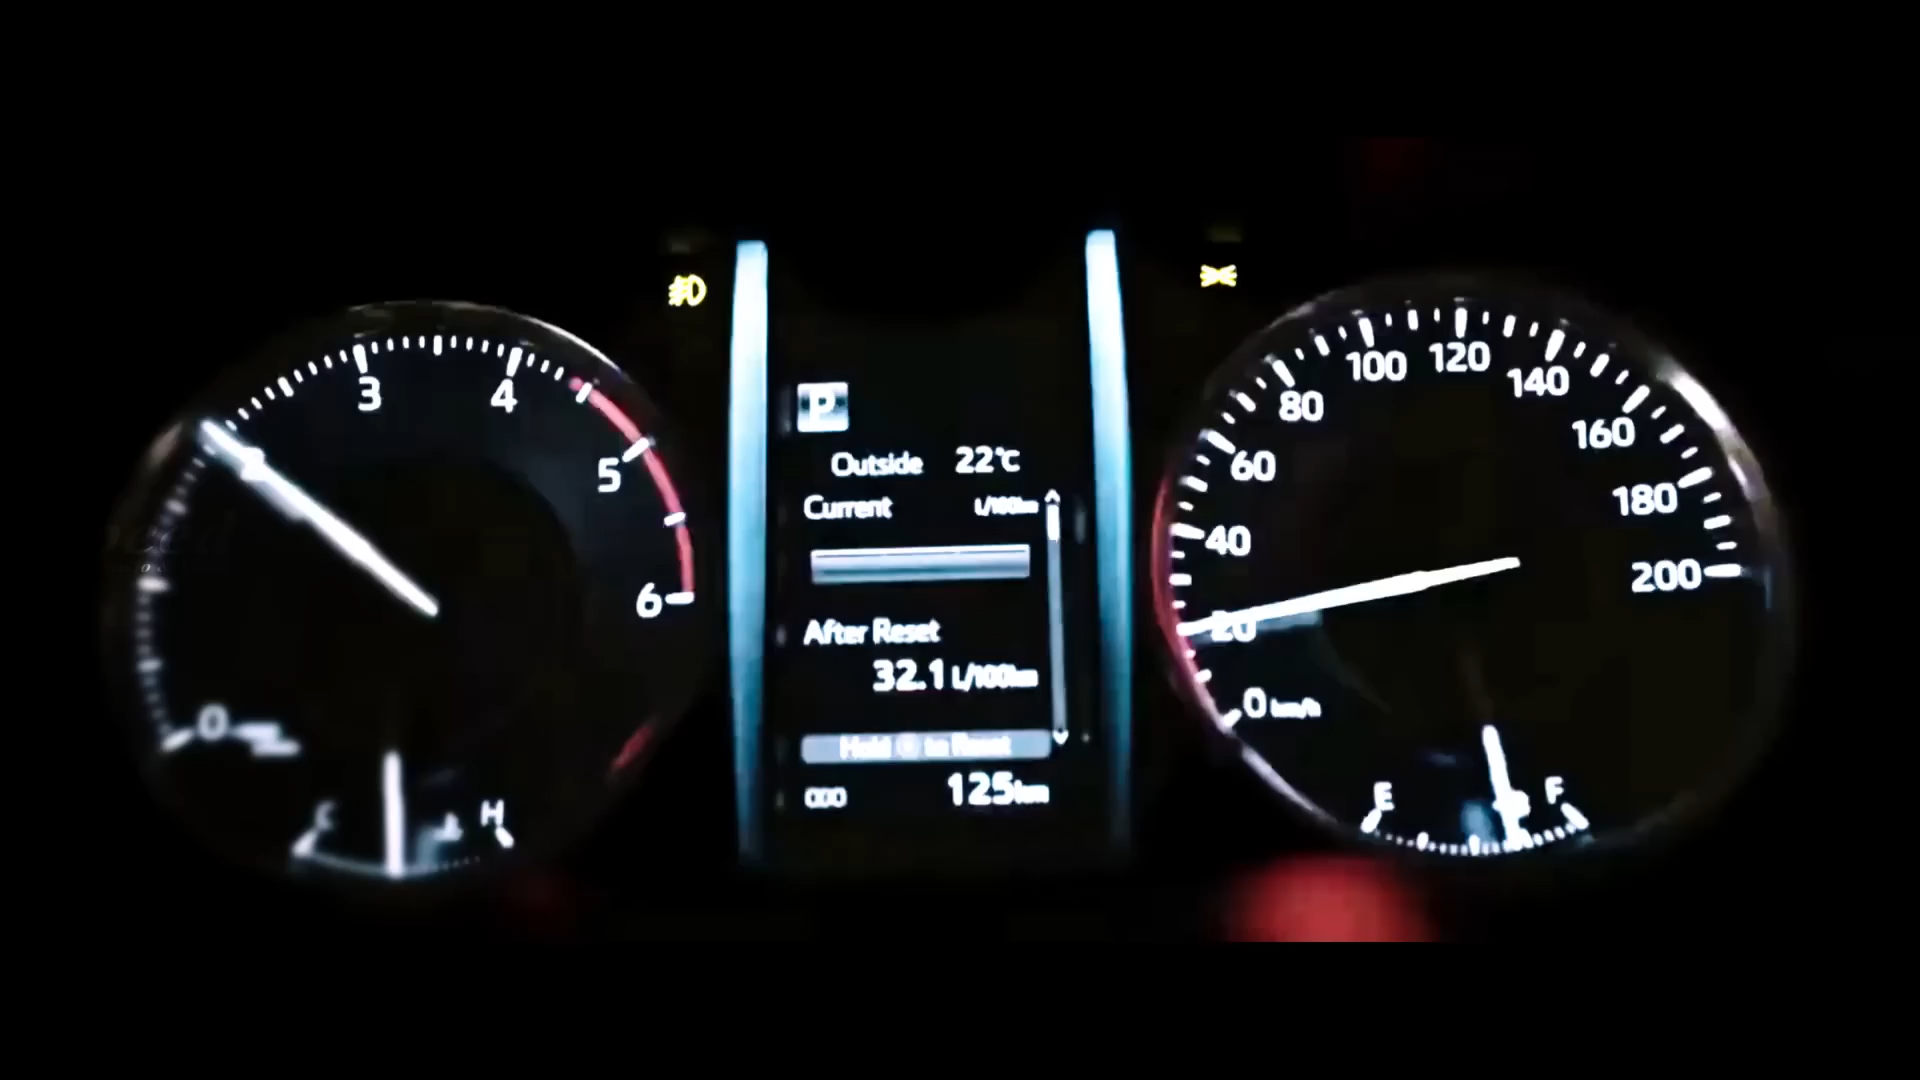 3
4
5
6
0
C
H
P
Outside 22°C
Current L/100km
After Reset
32.1 L/100km
Hold to Reset
ODO 125km
0 km/h
20
40
60
80
100
120
140
160
180
200
E
F